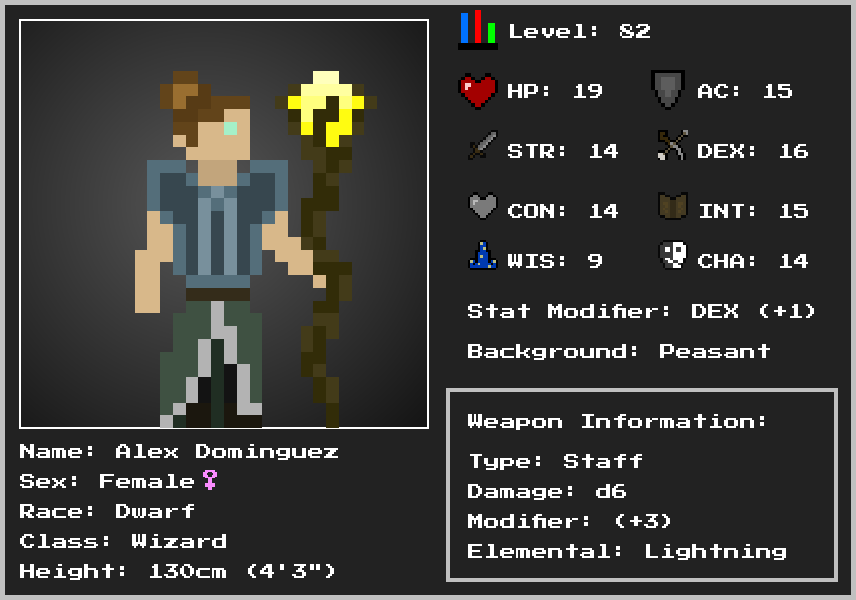 Level: 82
HP: 19 AC: 15
STR: 14 DEX: 16
CON: 14 INT: 15
WIS: 9 CHA: 14
Stat Modifier: DEX (+1)
Background: Peasant
Weapon Information:
Type: Staff
Damage: d6
Modifier: (+3)
Elemental: Lightning
Name: Alex Dominguez
Sex: Female♀
Race: Dwarf
Class: Wizard
Height: 130cm (4'3")